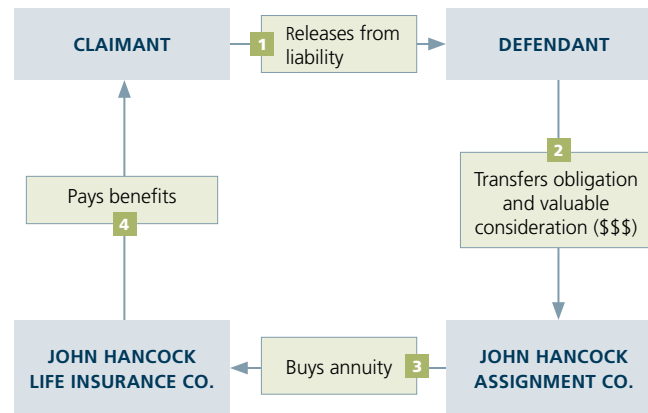 CLAIMANT
1
Releases from
liability
DEFENDANT
2
Transfers obligation
and valuable
consideration ($$$)
JOHN HANCOCK
ASSIGNMENT CO.
3
Buys annuity
JOHN HANCOCK
LIFE INSURANCE CO.
4
Pays benefits